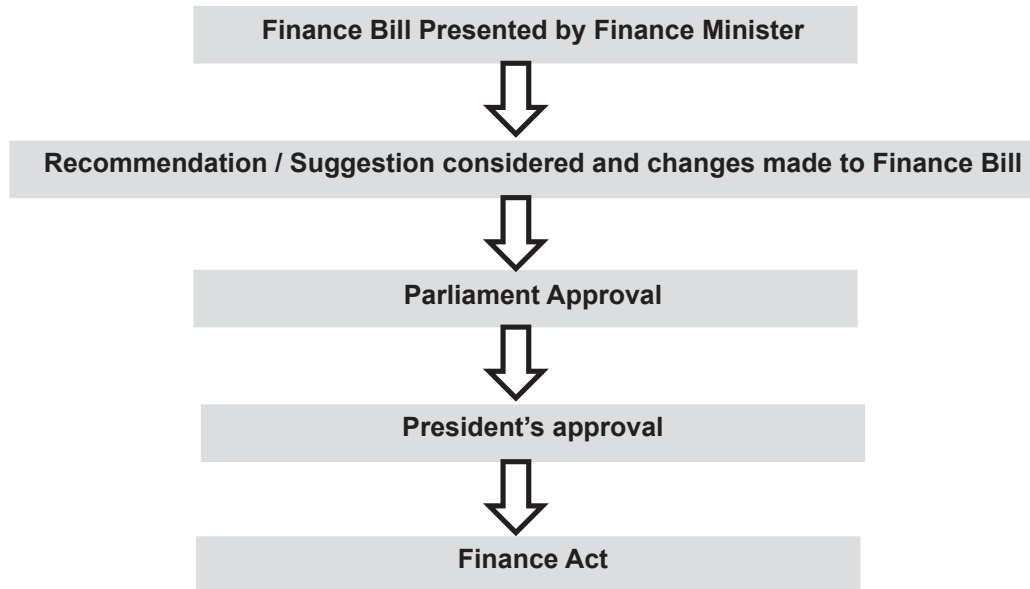 Finance Bill Presented by Finance Minister
Recommendation / Suggestion considered and changes made to Finance Bill
Parliament Approval
President’s approval
Finance Act